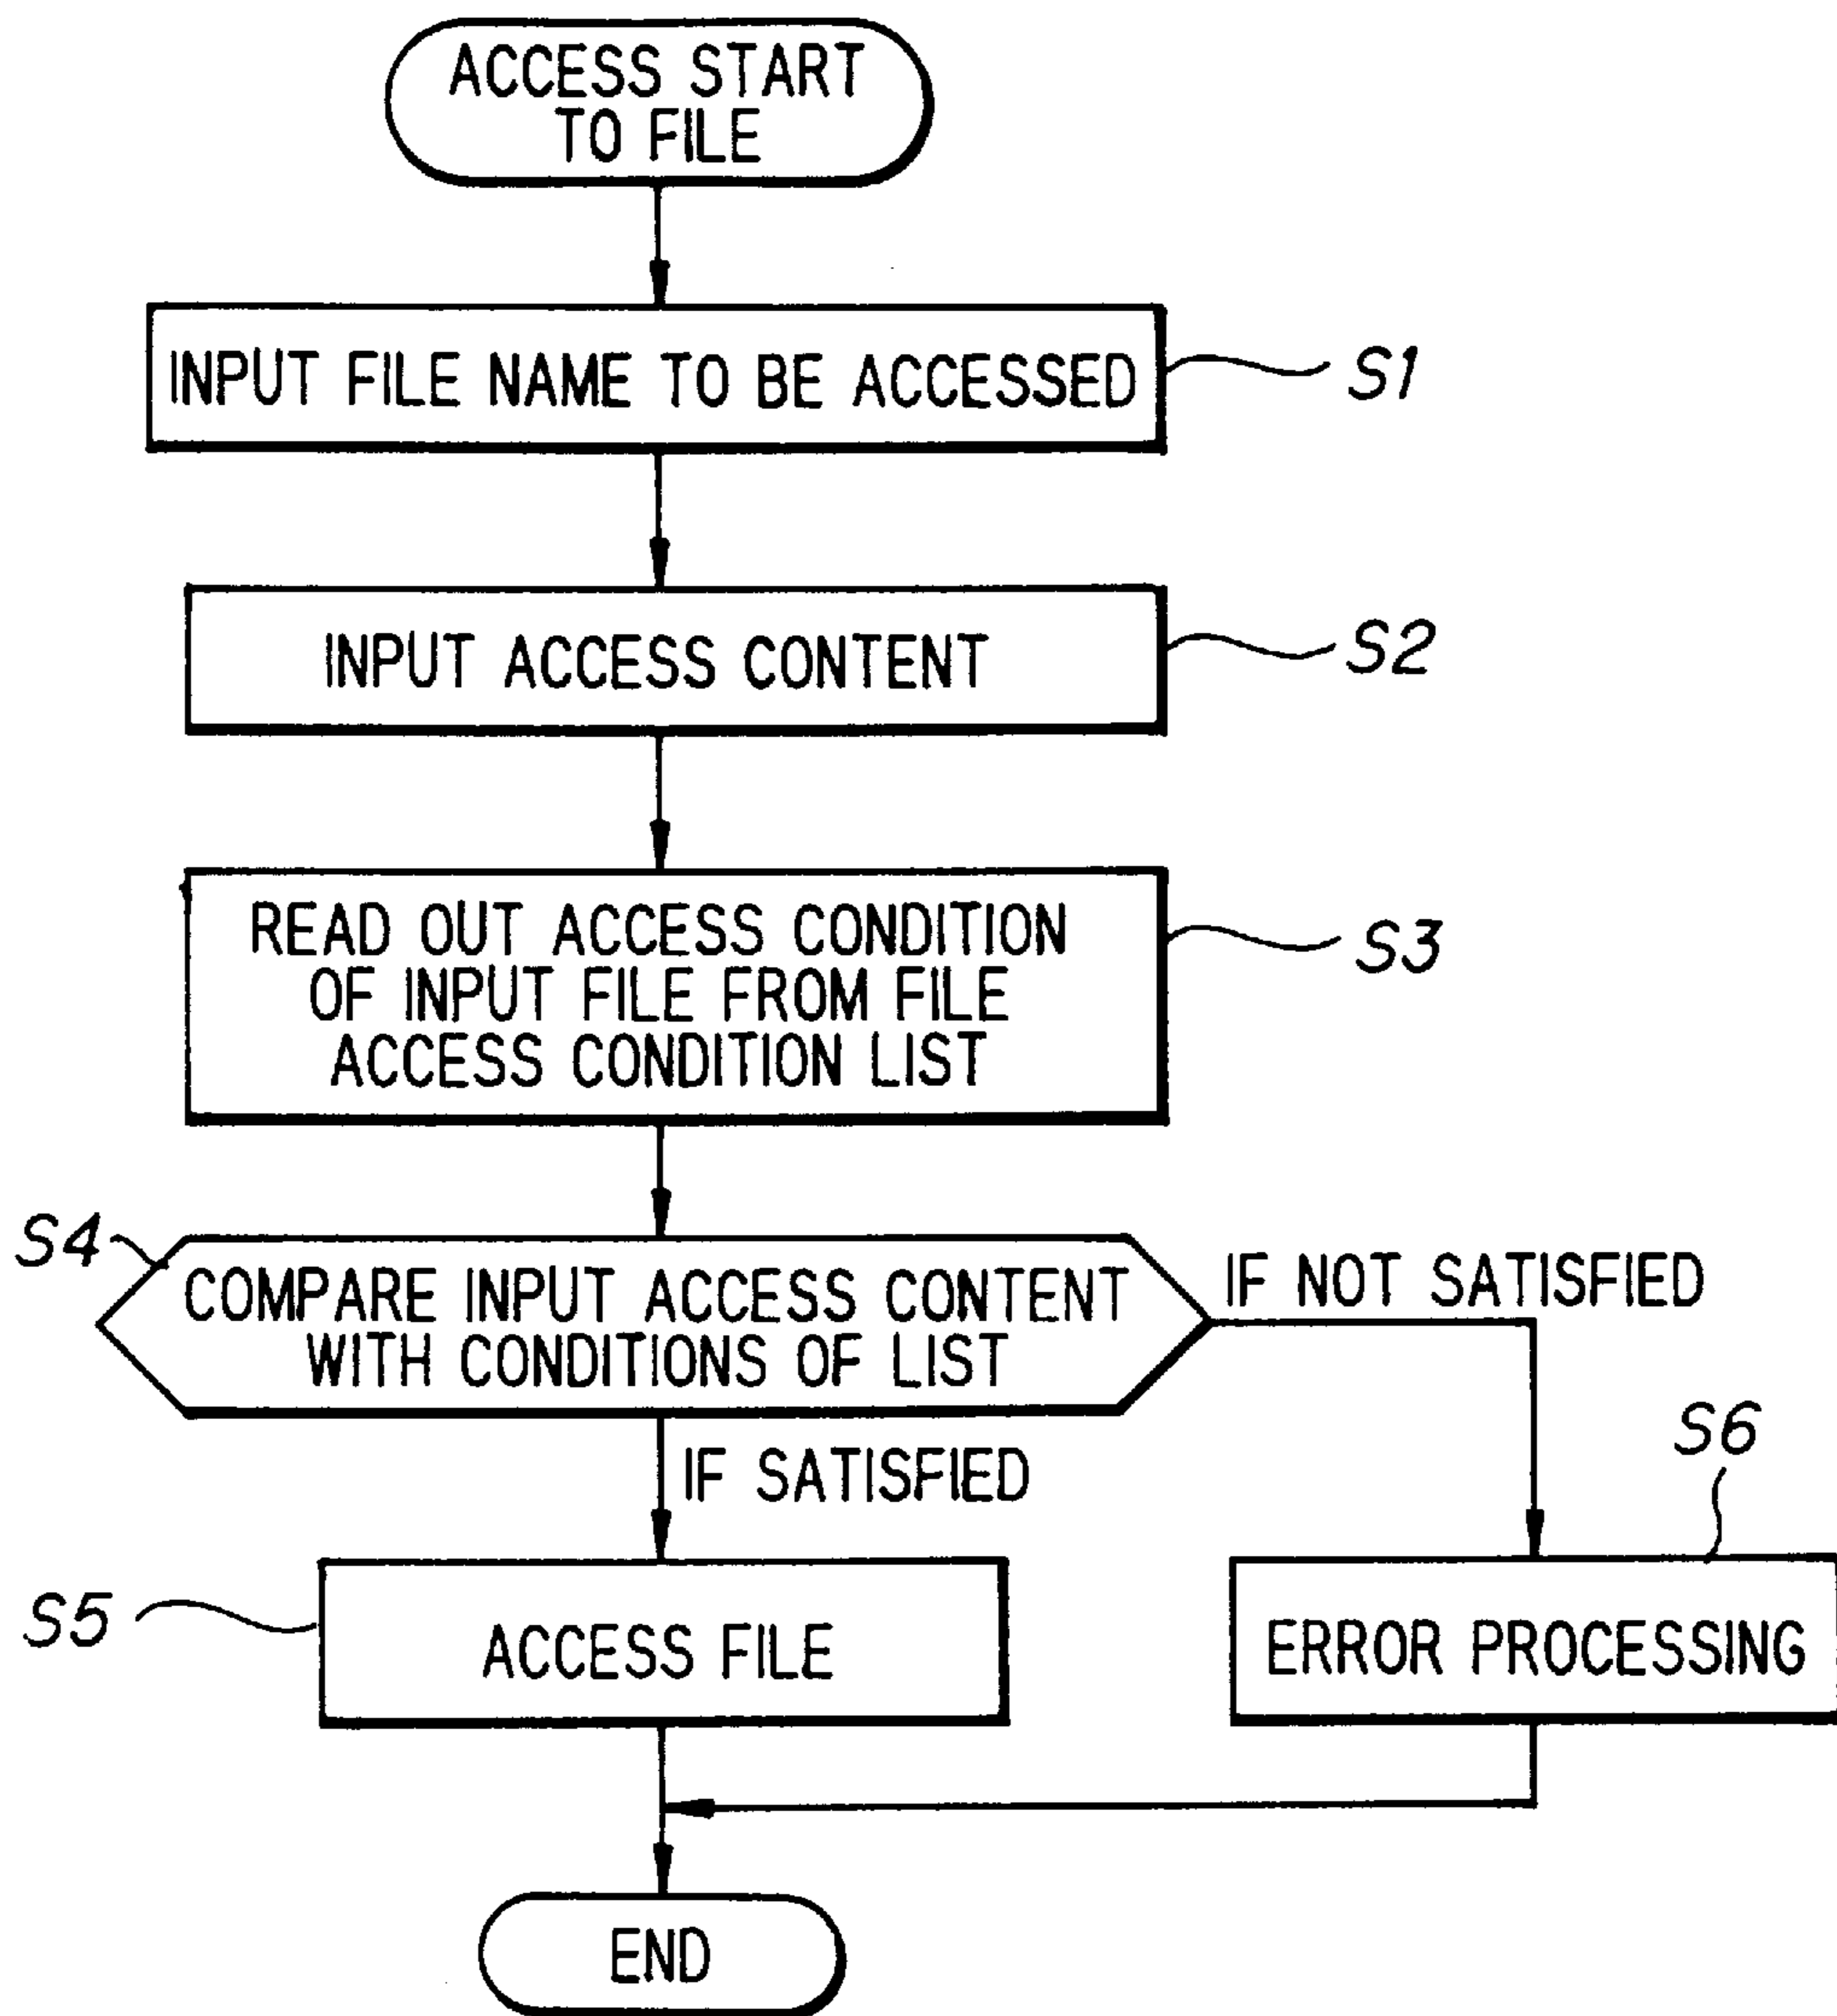 ACCESS START
TO FILE
INPUT FILE NAME TO BE ACCESSED
S1
INPUT ACCESS CONTENT
S2
READ OUT ACCESS CONDITION
OF INPUT FILE FROM FILE
ACCESS CONDITION LIST
S3
S4
COMPARE INPUT ACCESS CONTENT
WITH CONDITIONS OF LIST
IF NOT SATISFIED
IF SATISFIED
S6
S5
ACCESS FILE
ERROR PROCESSING
END